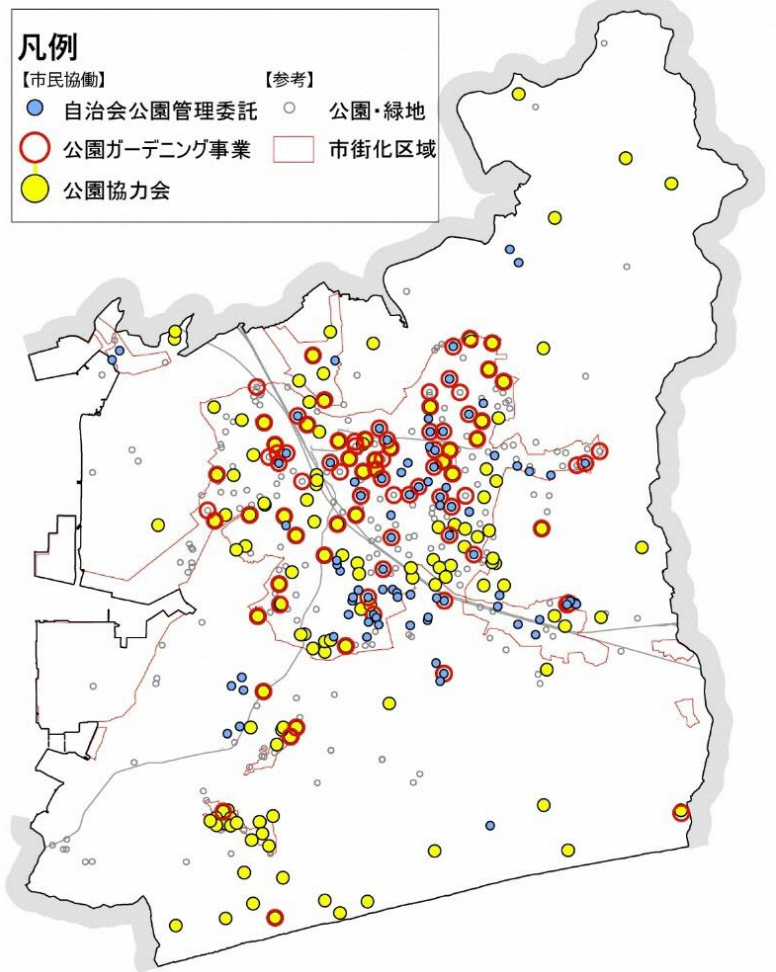 凡例
【市民協働】 【参考】
自治会公園管理委託 公園・緑地
公園ガーデニング事業 市街化区域
公園協力会